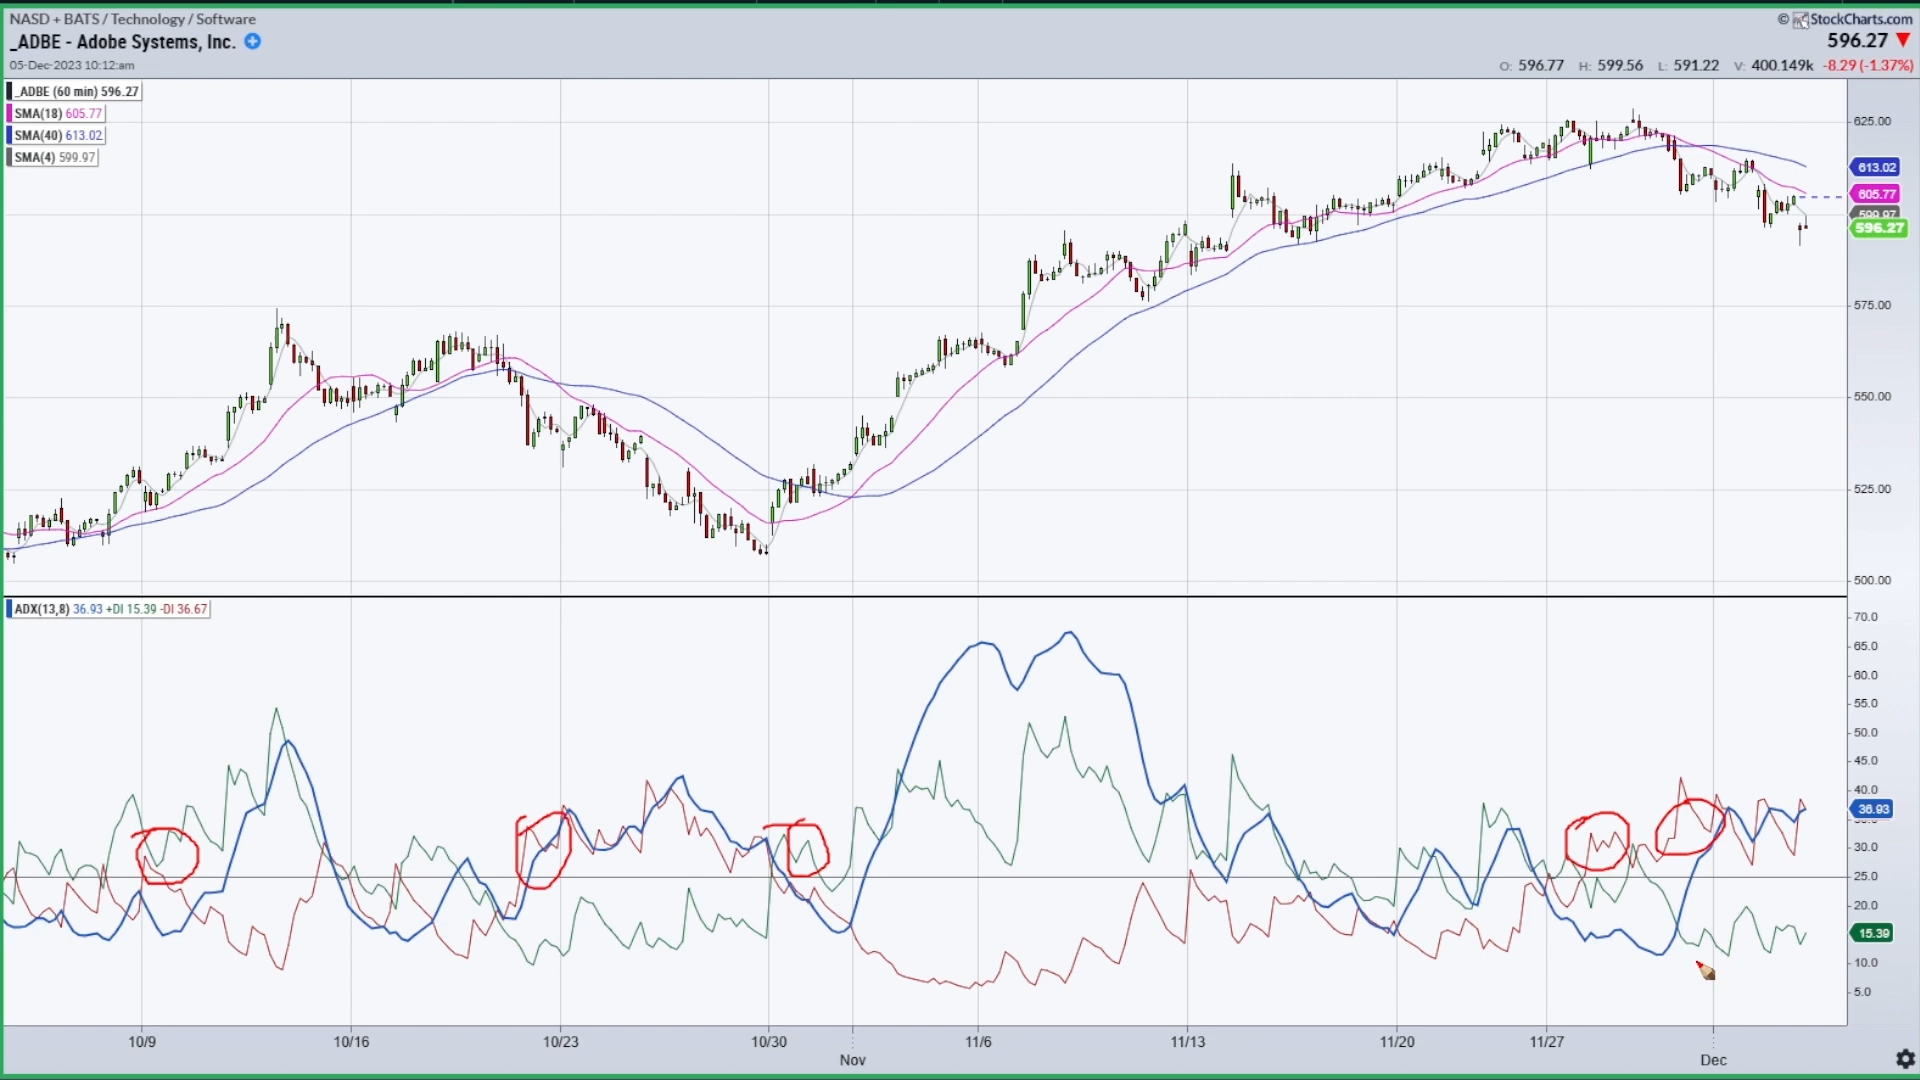 NASD + BATS / Technology / Software
© StockCharts.com
_ADBE - Adobe Systems, Inc.
596.27
05-Dec-2023 10:12am
O: 596.77 H: 599.56 L: 591.22 V: 400.149k -8.29 (-1.37%)
_ADBE (60 min) 596.27
SMA(18) 605.77
SMA(40) 613.02
SMA(4) 599.97
625.00
613.02
605.77
599.97
596.27
575.00
550.00
525.00
500.00
ADX(13,8) 36.93 +DI 15.39 -DI 36.67
70.0
65.0
60.0
55.0
50.0
45.0
40.0
36.93
30.0
25.0
20.0
15.39
10.0
5.0
10/9 10/16 10/23 10/30 11/6 11/13 11/20 11/27
Nov Dec